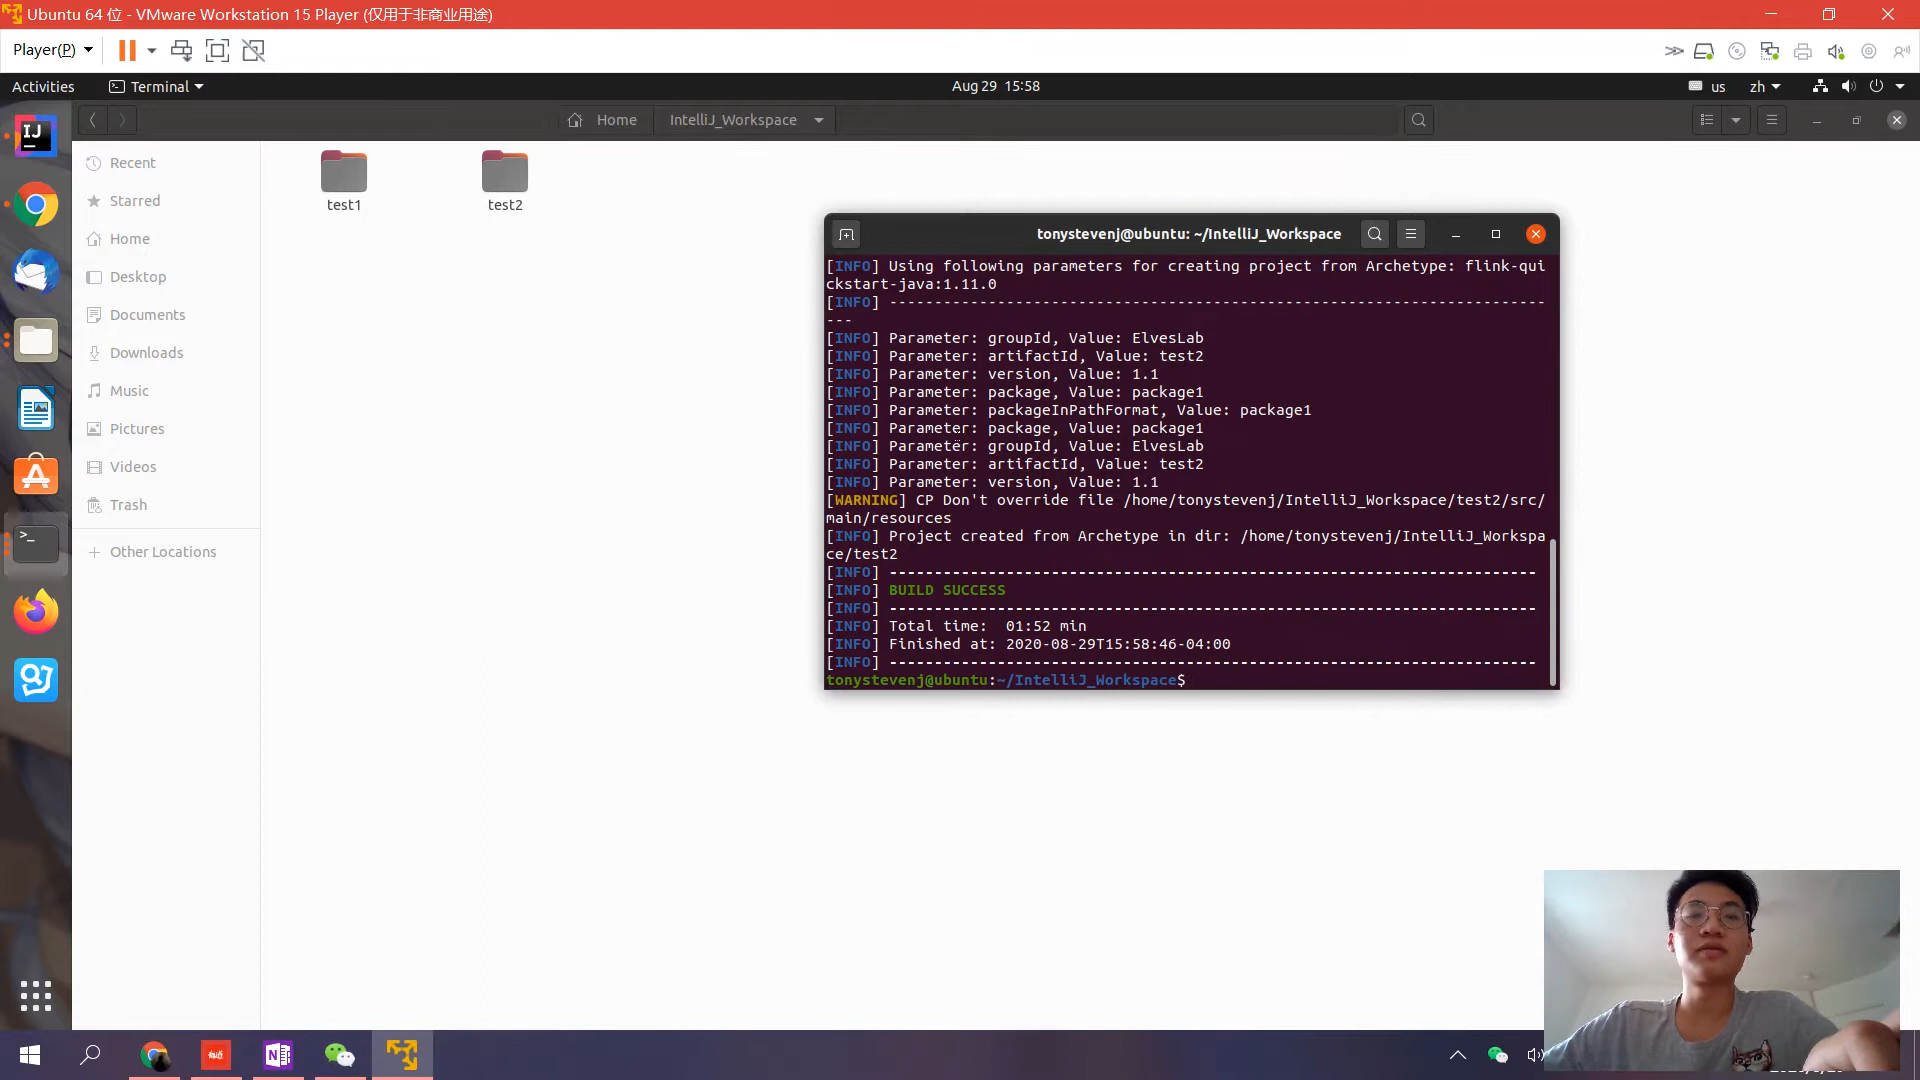 Ubuntu 64 位 - VMware Workstation 15 Player (仅用于非商业用途)
Player(P)
Activities
Terminal
Aug 29 15:58
us
zh
Home
IntelliJ_Workspace
IJ
Recent
Starred
Home
Desktop
Documents
Downloads
Music
Pictures
Videos
Trash
Other Locations
test1
test2
tonystevenj@ubuntu: ~/IntelliJ_Workspace
[INFO] Using following parameters for creating project from Archetype: flink-qui
ckstart-java:1.11.0
[INFO] -------------------------------------------------------------------------
---
[INFO] Parameter: groupId, Value: ElvesLab
[INFO] Parameter: artifactId, Value: test2
[INFO] Parameter: version, Value: 1.1
[INFO] Parameter: package, Value: package1
[INFO] Parameter: packageInPathFormat, Value: package1
[INFO] Parameter: package, Value: package1
[INFO] Parameter: groupId, Value: ElvesLab
[INFO] Parameter: artifactId, Value: test2
[INFO] Parameter: version, Value: 1.1
[WARNING] CP Don't override file /home/tonystevenj/IntelliJ_Workspace/test2/src/
main/resources
[INFO] Project created from Archetype in dir: /home/tonystevenj/IntelliJ_Workspa
ce/test2
[INFO] ------------------------------------------------------------------------
[INFO] BUILD SUCCESS
[INFO] ------------------------------------------------------------------------
[INFO] Total time:  01:52 min
[INFO] Finished at: 2020-08-29T15:58:46-04:00
[INFO] ------------------------------------------------------------------------
tonystevenj@ubuntu:~/IntelliJ_Workspace$